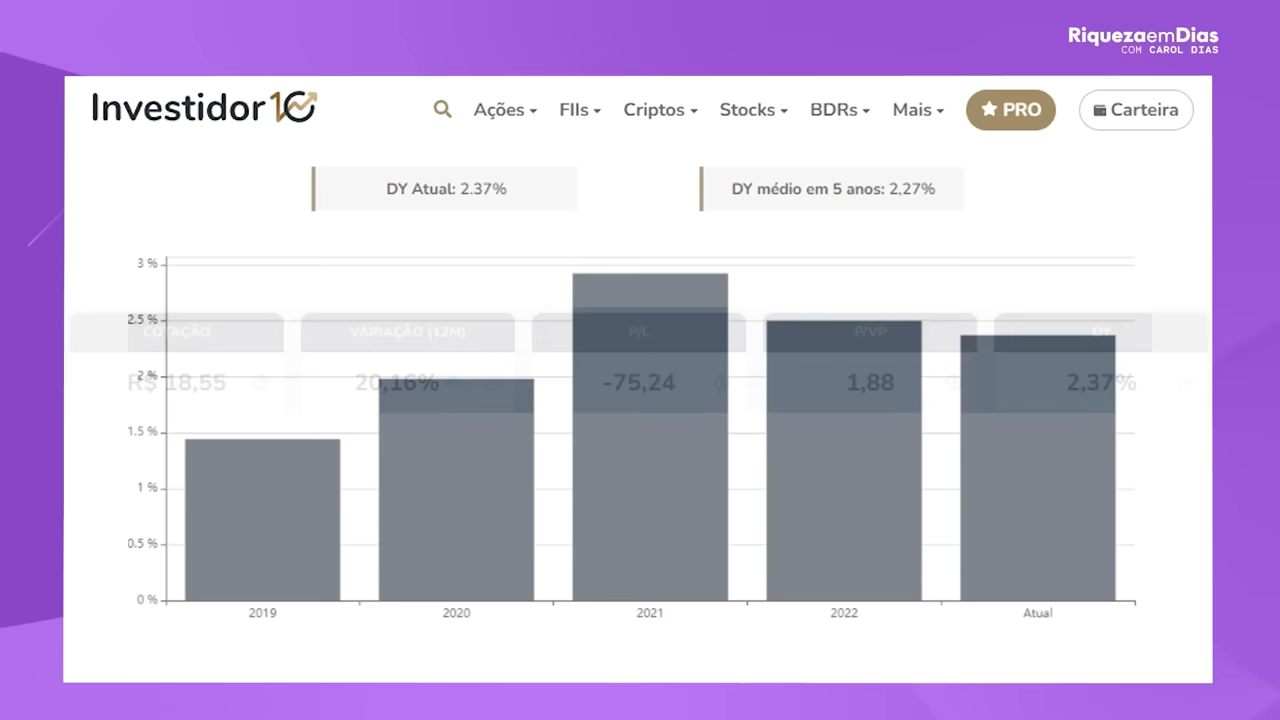 RiquezaemDias
COM CAROL DIAS
Investidor 10
Ações
FIIs
Criptos
Stocks
BDRs
Mais
PRO
Carteira
DY Atual: 2.37%
DY médio em 5 anos: 2,27%
3 %
2.5 %
2 %
1.5 %
1 %
0.5 %
0 %
COTAÇÃO
VARIAÇÃO (12M)
P/L
P/VP
DY
R$ 18,55
20,16%
-75,24
1,88
2,37%
2019
2020
2021
2022
Atual